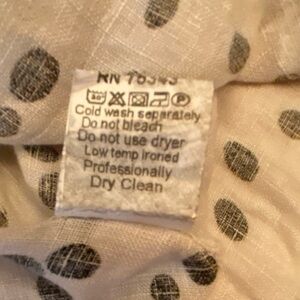 RN 76343
Cold wash separately
Do not bleach
Do not use dryer
Low temp ironed
Professionally
Dry Clean